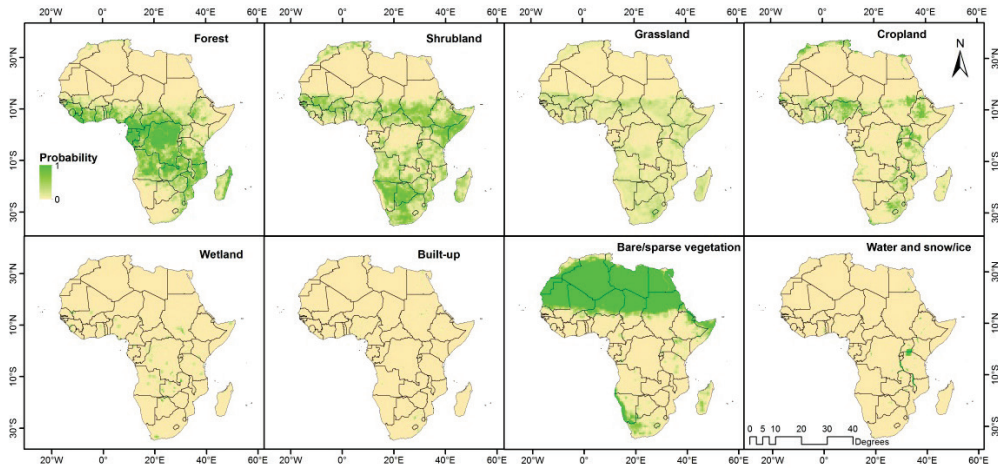 20°W 0° 20°E 40°E 60°E 20°W 0° 20°E 40°E 60°E 20°W 0° 20°E 40°E 60°E 20°W 0° 20°E 40°E 60°E
Forest Shrubland Grassland Cropland
30°N 10°N 10°S 30°S
N
30°N 10°N 10°S 30°S
Probability
1
0
Wetland Built-up Bare/sparse vegetation Water and snow/ice
30°N 10°N 10°S 30°S
30°N 10°N 10°S 30°S
0 5 10 20 30 40
Degrees
20°W 0° 20°E 40°E 60°E 20°W 0° 20°E 40°E 60°E 20°W 0° 20°E 40°E 60°E 20°W 0° 20°E 40°E 60°E